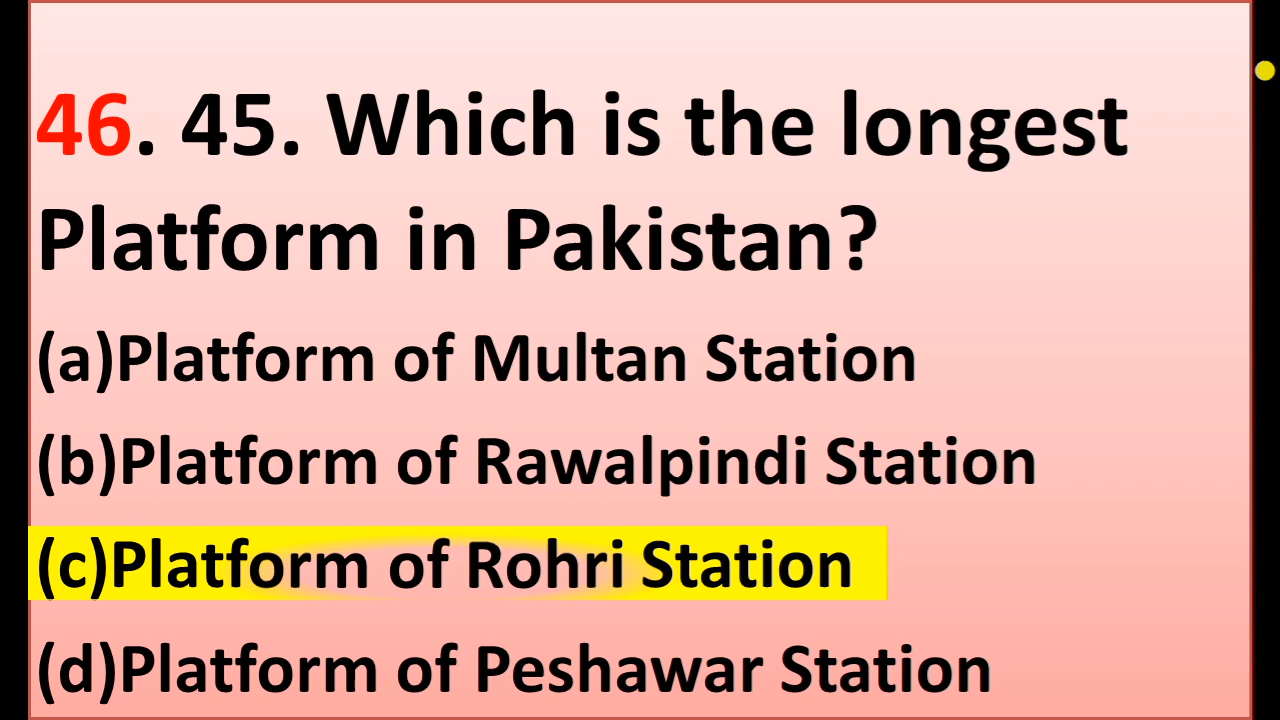 46. 45. Which is the longest
Platform in Pakistan?
(a)Platform of Multan Station
(b)Platform of Rawalpindi Station
(c)Platform of Rohri Station
(d)Platform of Peshawar Station